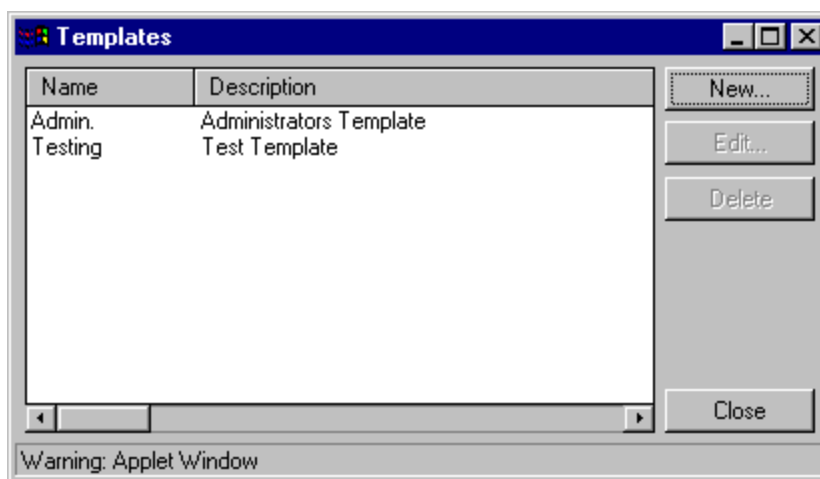 Templates
Name Description New...
Admin. Administrators Template
Testing Test Template Edit...
Delete
Close
Warning: Applet Window